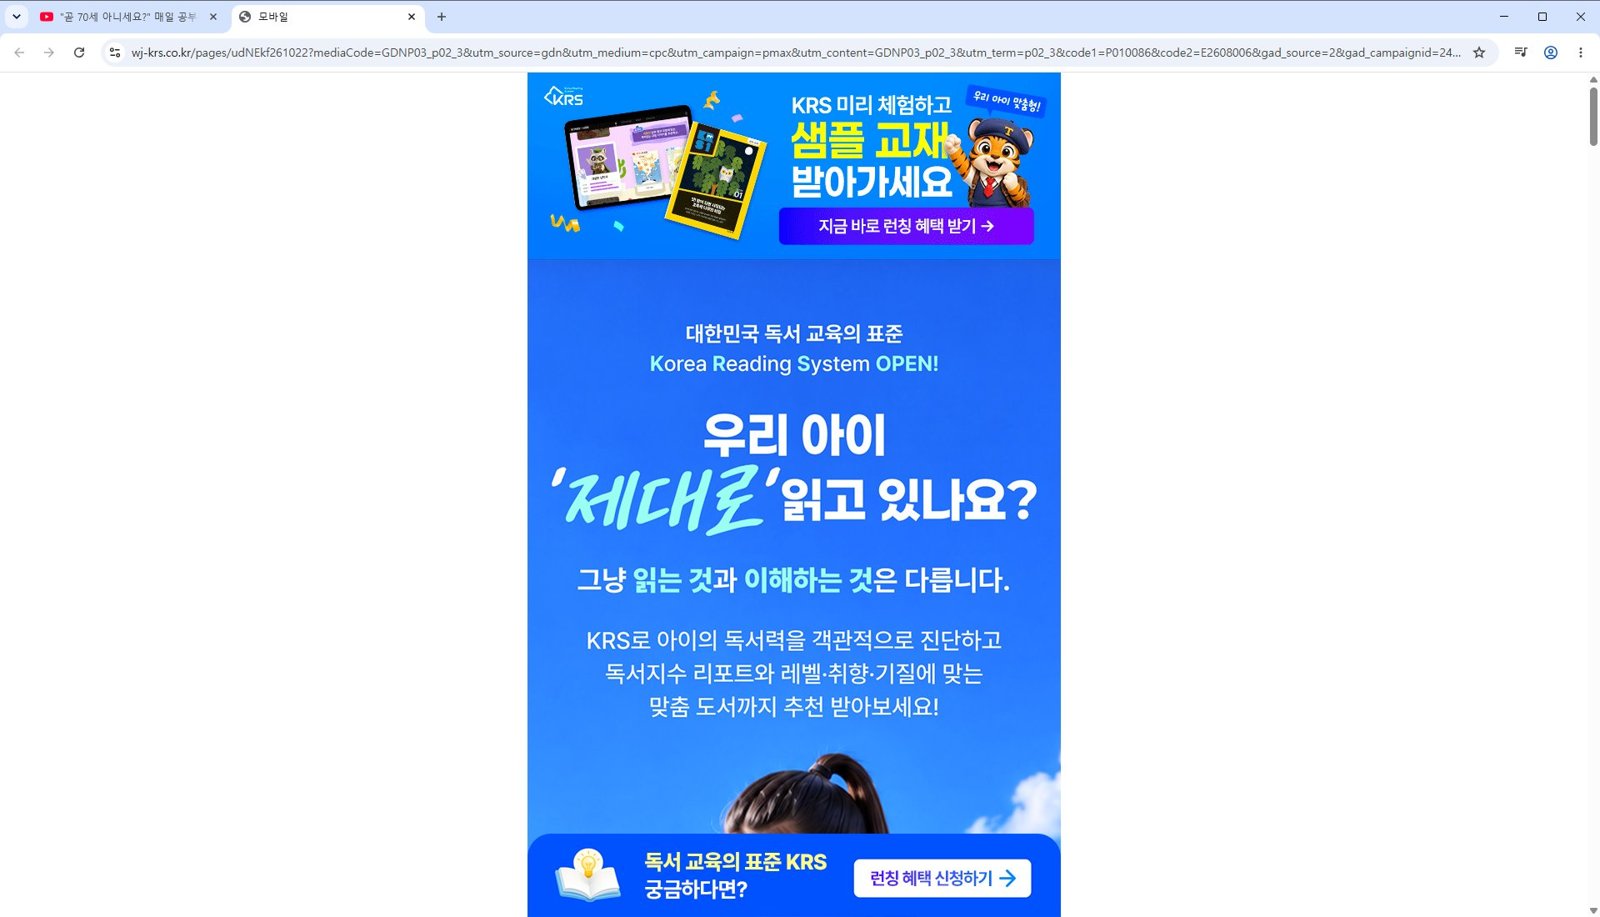 "곧 70세 아니세요?" 매일 공부
모바일
wj-krs.co.kr/pages/udNEkf261022?mediaCode=GDNP03_p02_3&utm_source=gdn&utm_medium=cpc&utm_campaign=pmax&utm_content=GDNP03_p02_3&utm_term=p02_3&code1=P010086&code2=E2608006&gad_source=2&gad_campaignid=24...
KRS
KRS 미리 체험하고
우리 아이 맞춤형!
샘플 교재
받아가세요
지금 바로 런칭 혜택 받기 →
대한민국 독서 교육의 표준
Korea Reading System OPEN!
우리 아이
'제대로' 읽고 있나요?
그냥 읽는 것과 이해하는 것은 다릅니다.
KRS로 아이의 독서력을 객관적으로 진단하고
독서지수 리포트와 레벨·취향·기질에 맞는
맞춤 도서까지 추천 받아보세요!
독서 교육의 표준 KRS
궁금하다면?
런칭 혜택 신청하기 →